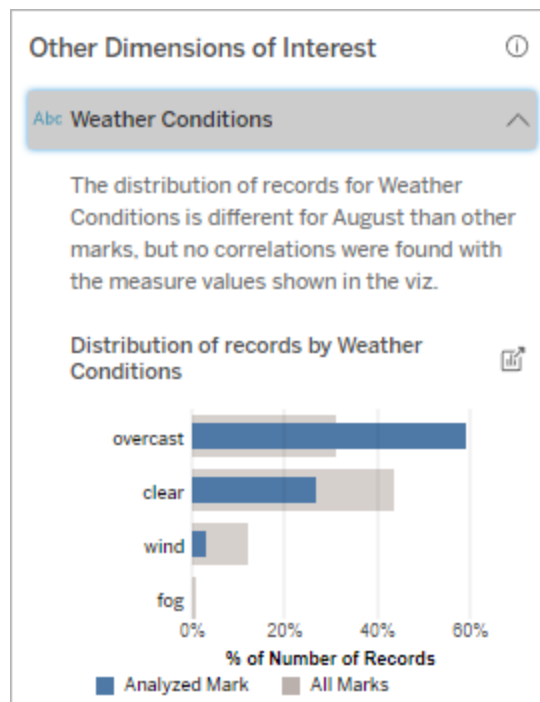 Other Dimensions of Interest
Abc Weather Conditions
The distribution of records for Weather
Conditions is different for August than other
marks, but no correlations were found with
the measure values shown in the viz.
Distribution of records by Weather
Conditions
overcast
clear
wind
fog
0% 20% 40% 60%
% of Number of Records
Analyzed Mark All Marks